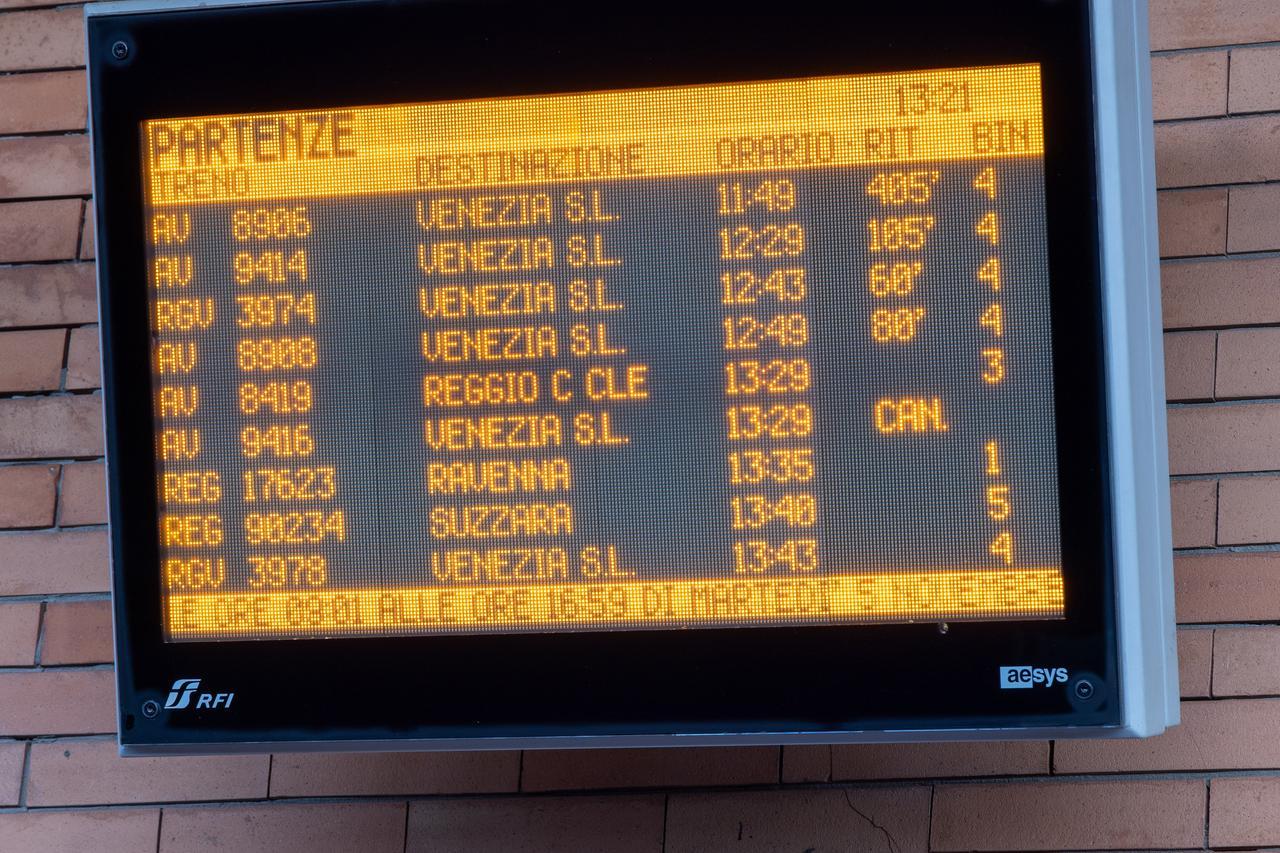 PARTENZE 13:21
TRENO DESTINAZIONE ORARIO RIT BIN
AV 8906 VENEZIA S.L. 11:49 405' 4
AV 9414 VENEZIA S.L. 12:29 105' 4
RGV 3974 VENEZIA S.L. 12:43 60' 4
AV 8908 VENEZIA S.L. 12:49 80' 4
AV 8419 REGGIO C CLE 13:29 3
AV 9416 VENEZIA S.L. 13:29 CAN.
REG 17623 RAVENNA 13:35 1
REG 90234 SUZZARA 13:40 5
RGV 3978 VENEZIA S.L. 13:43 4
E ORE 09:01 ALLE ORE 16:59 DI MARTEDI' 5 NOVEMBRE
RFI
aesys